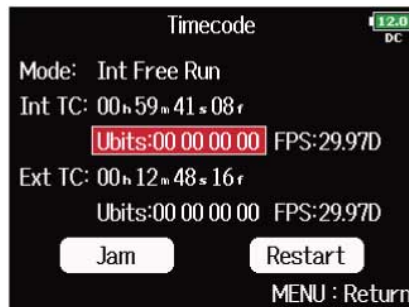 Timecode
12.0
DC
Mode: Int Free Run
Int TC: 00h59m41s08f
Ubits:00 00 00 00 FPS:29.97D
Ext TC: 00h12m48s16f
Ubits:00 00 00 00 FPS:29.97D
Jam Restart
MENU : Return